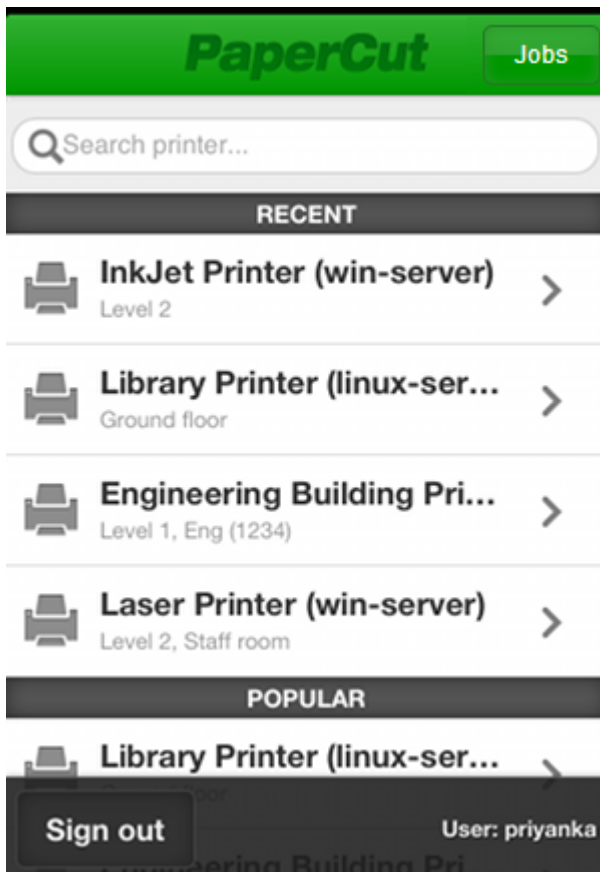 PaperCut
Jobs
Search printer...
RECENT
InkJet Printer (win-server)
Level 2
Library Printer (linux-ser...
Ground floor
Engineering Building Pri...
Level 1, Eng (1234)
Laser Printer (win-server)
Level 2, Staff room
POPULAR
Library Printer (linux-ser...
Sign out
User: priyanka